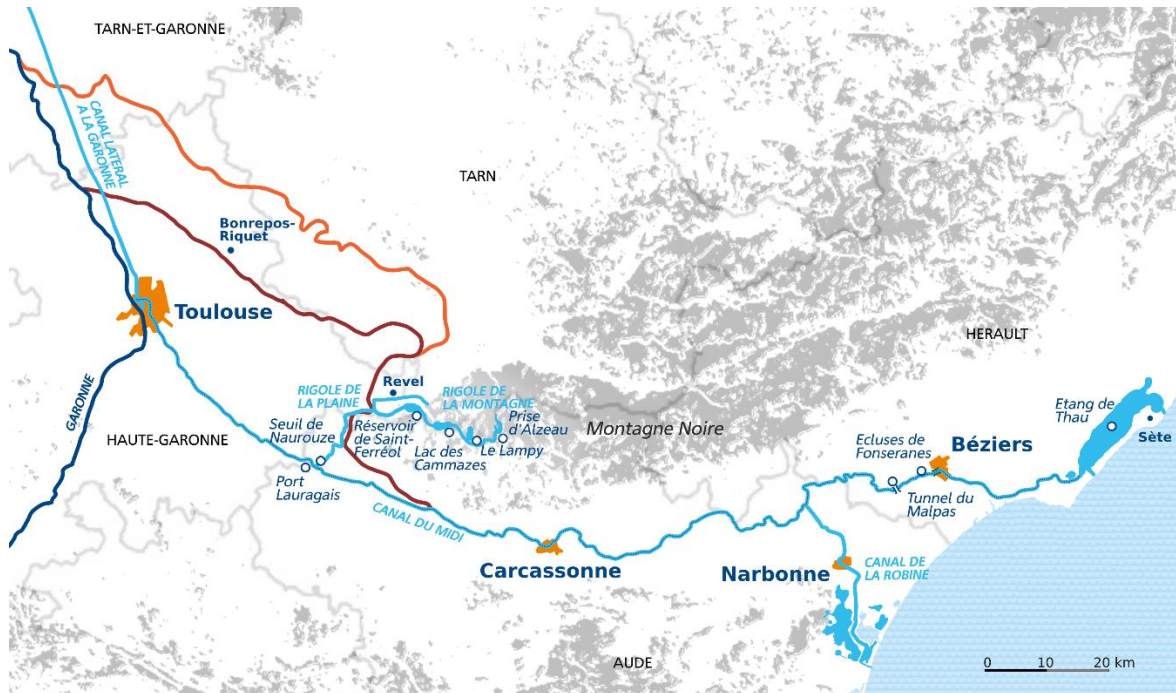 TARN-ET-GARONNE
CANAL LATERAL
A LA GARONNE
TARN
Bonrepos-
Riquet
Toulouse
HERAULT
GARONNE
Revel
RIGOLE DE
LA PLAINE
RIGOLE DE
LA MONTAGNE
Prise
d'Alzeau
Seuil de
Naurouze
Réservoir
de Saint-
Ferréol
Lac des
Cammazes
Le Lampy
Montagne Noire
Etang de
Thau
Sète
HAUTE-GARONNE
Ecluses de
Fonseranes
Béziers
Port
Lauragais
Tunnel du
Malpas
CANAL DU MIDI
Carcassonne
Narbonne
CANAL DE
LA ROBINE
AUDE
0 10 20 km